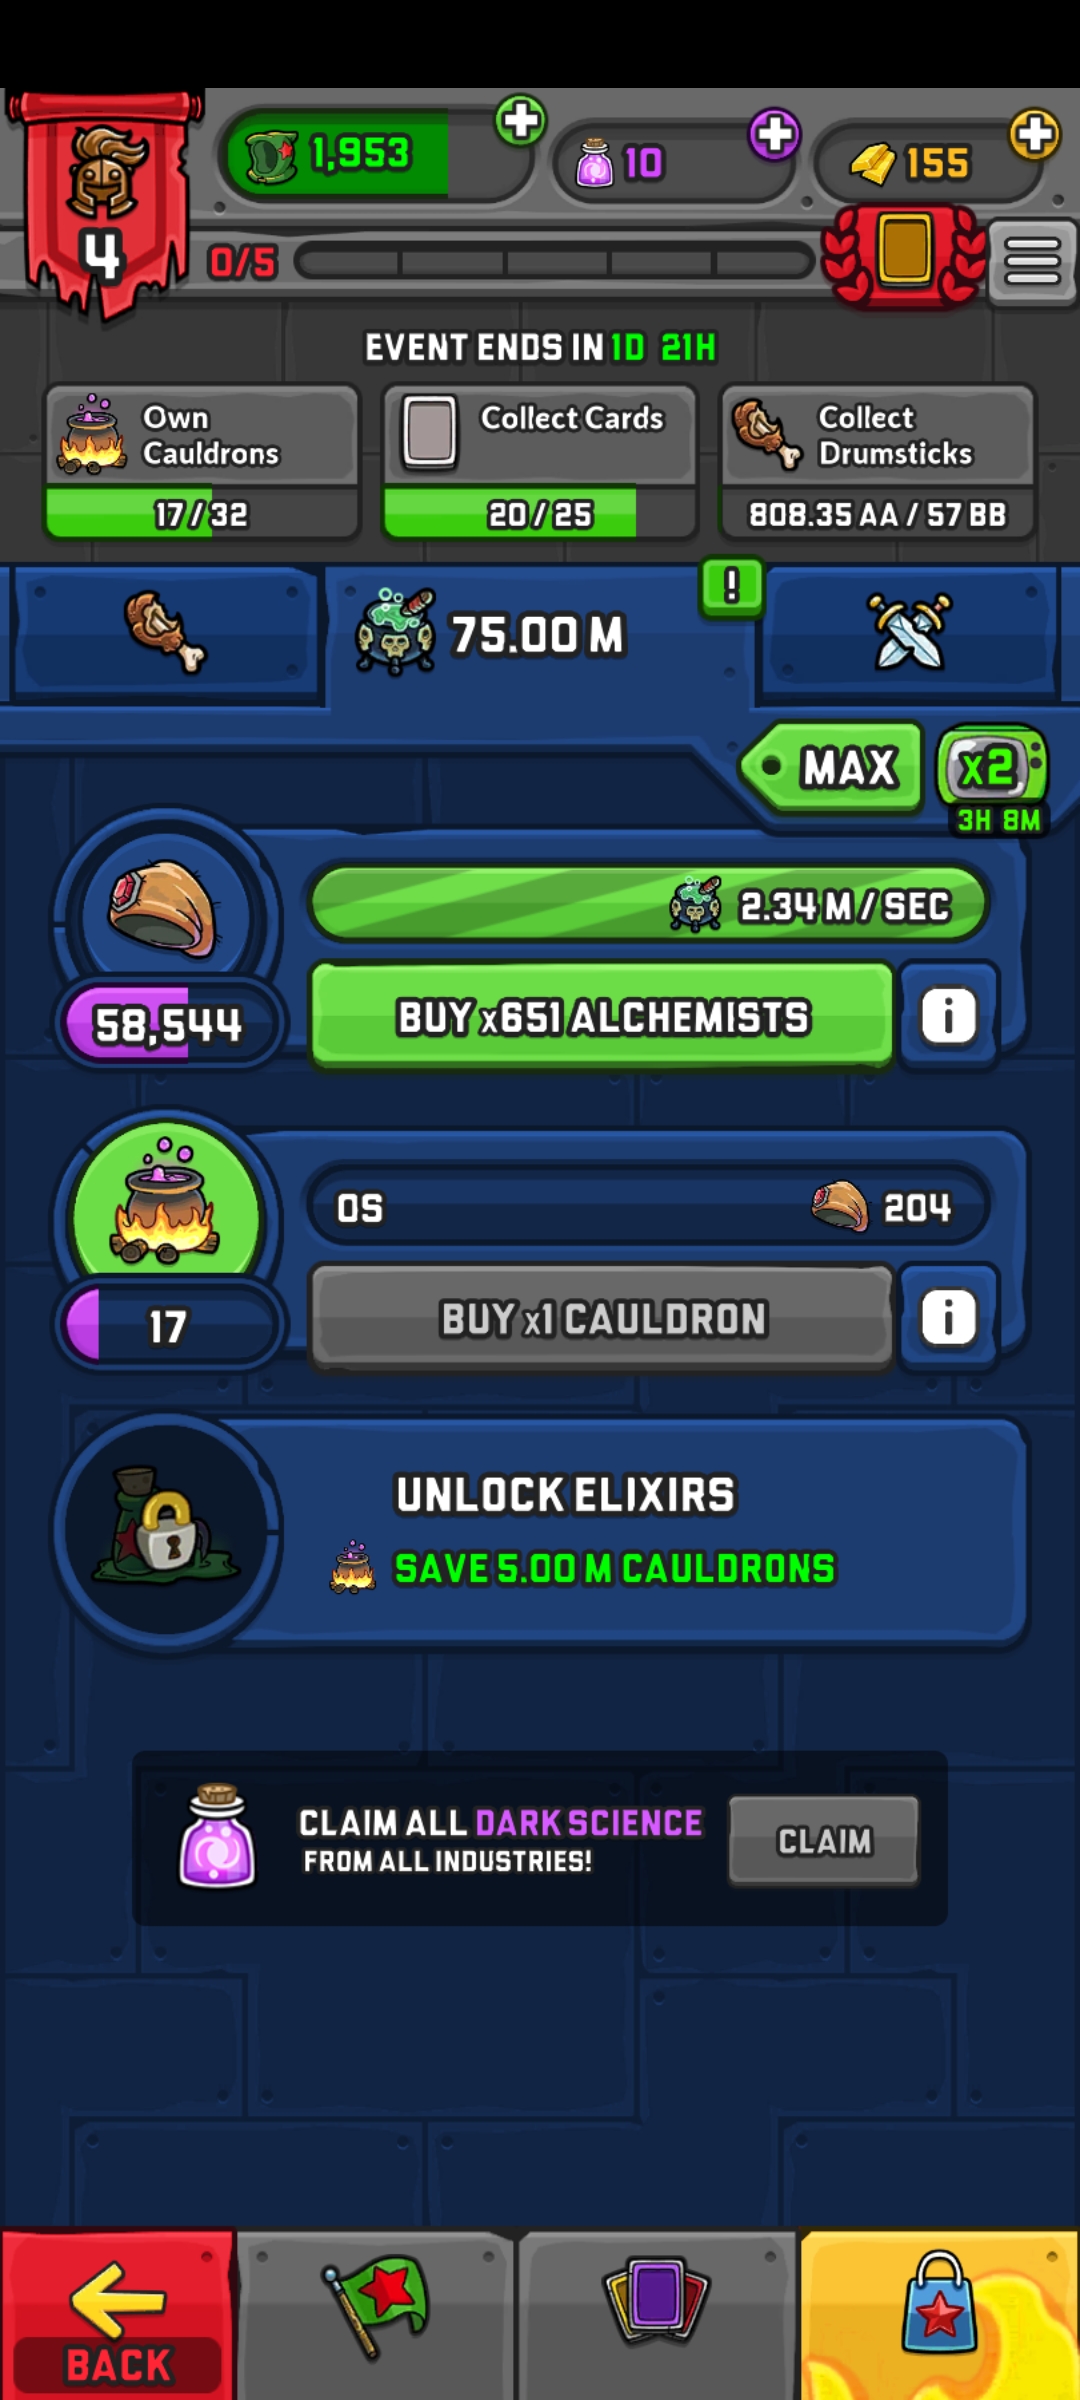 1,953
10
155
4
0/5
EVENT ENDS IN 1D 21H
Own Cauldrons
17/32
Collect Cards
20/25
Collect Drumsticks
808.35 AA / 57 BB
!
75.00 M
MAX
x2
3H 8M
2.34 M / SEC
58,544
BUY x651 ALCHEMISTS
i
0S
204
17
BUY x1 CAULDRON
i
UNLOCK ELIXIRS
SAVE 5.00 M CAULDRONS
CLAIM ALL DARK SCIENCE
FROM ALL INDUSTRIES!
CLAIM
BACK